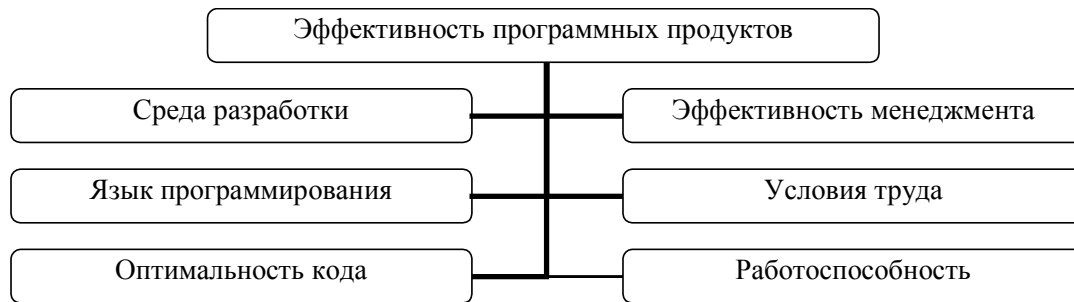 Эффективность программных продуктов
Среда разработки
Эффективность менеджмента
Язык программирования
Условия труда
Оптимальность кода
Работоспособность